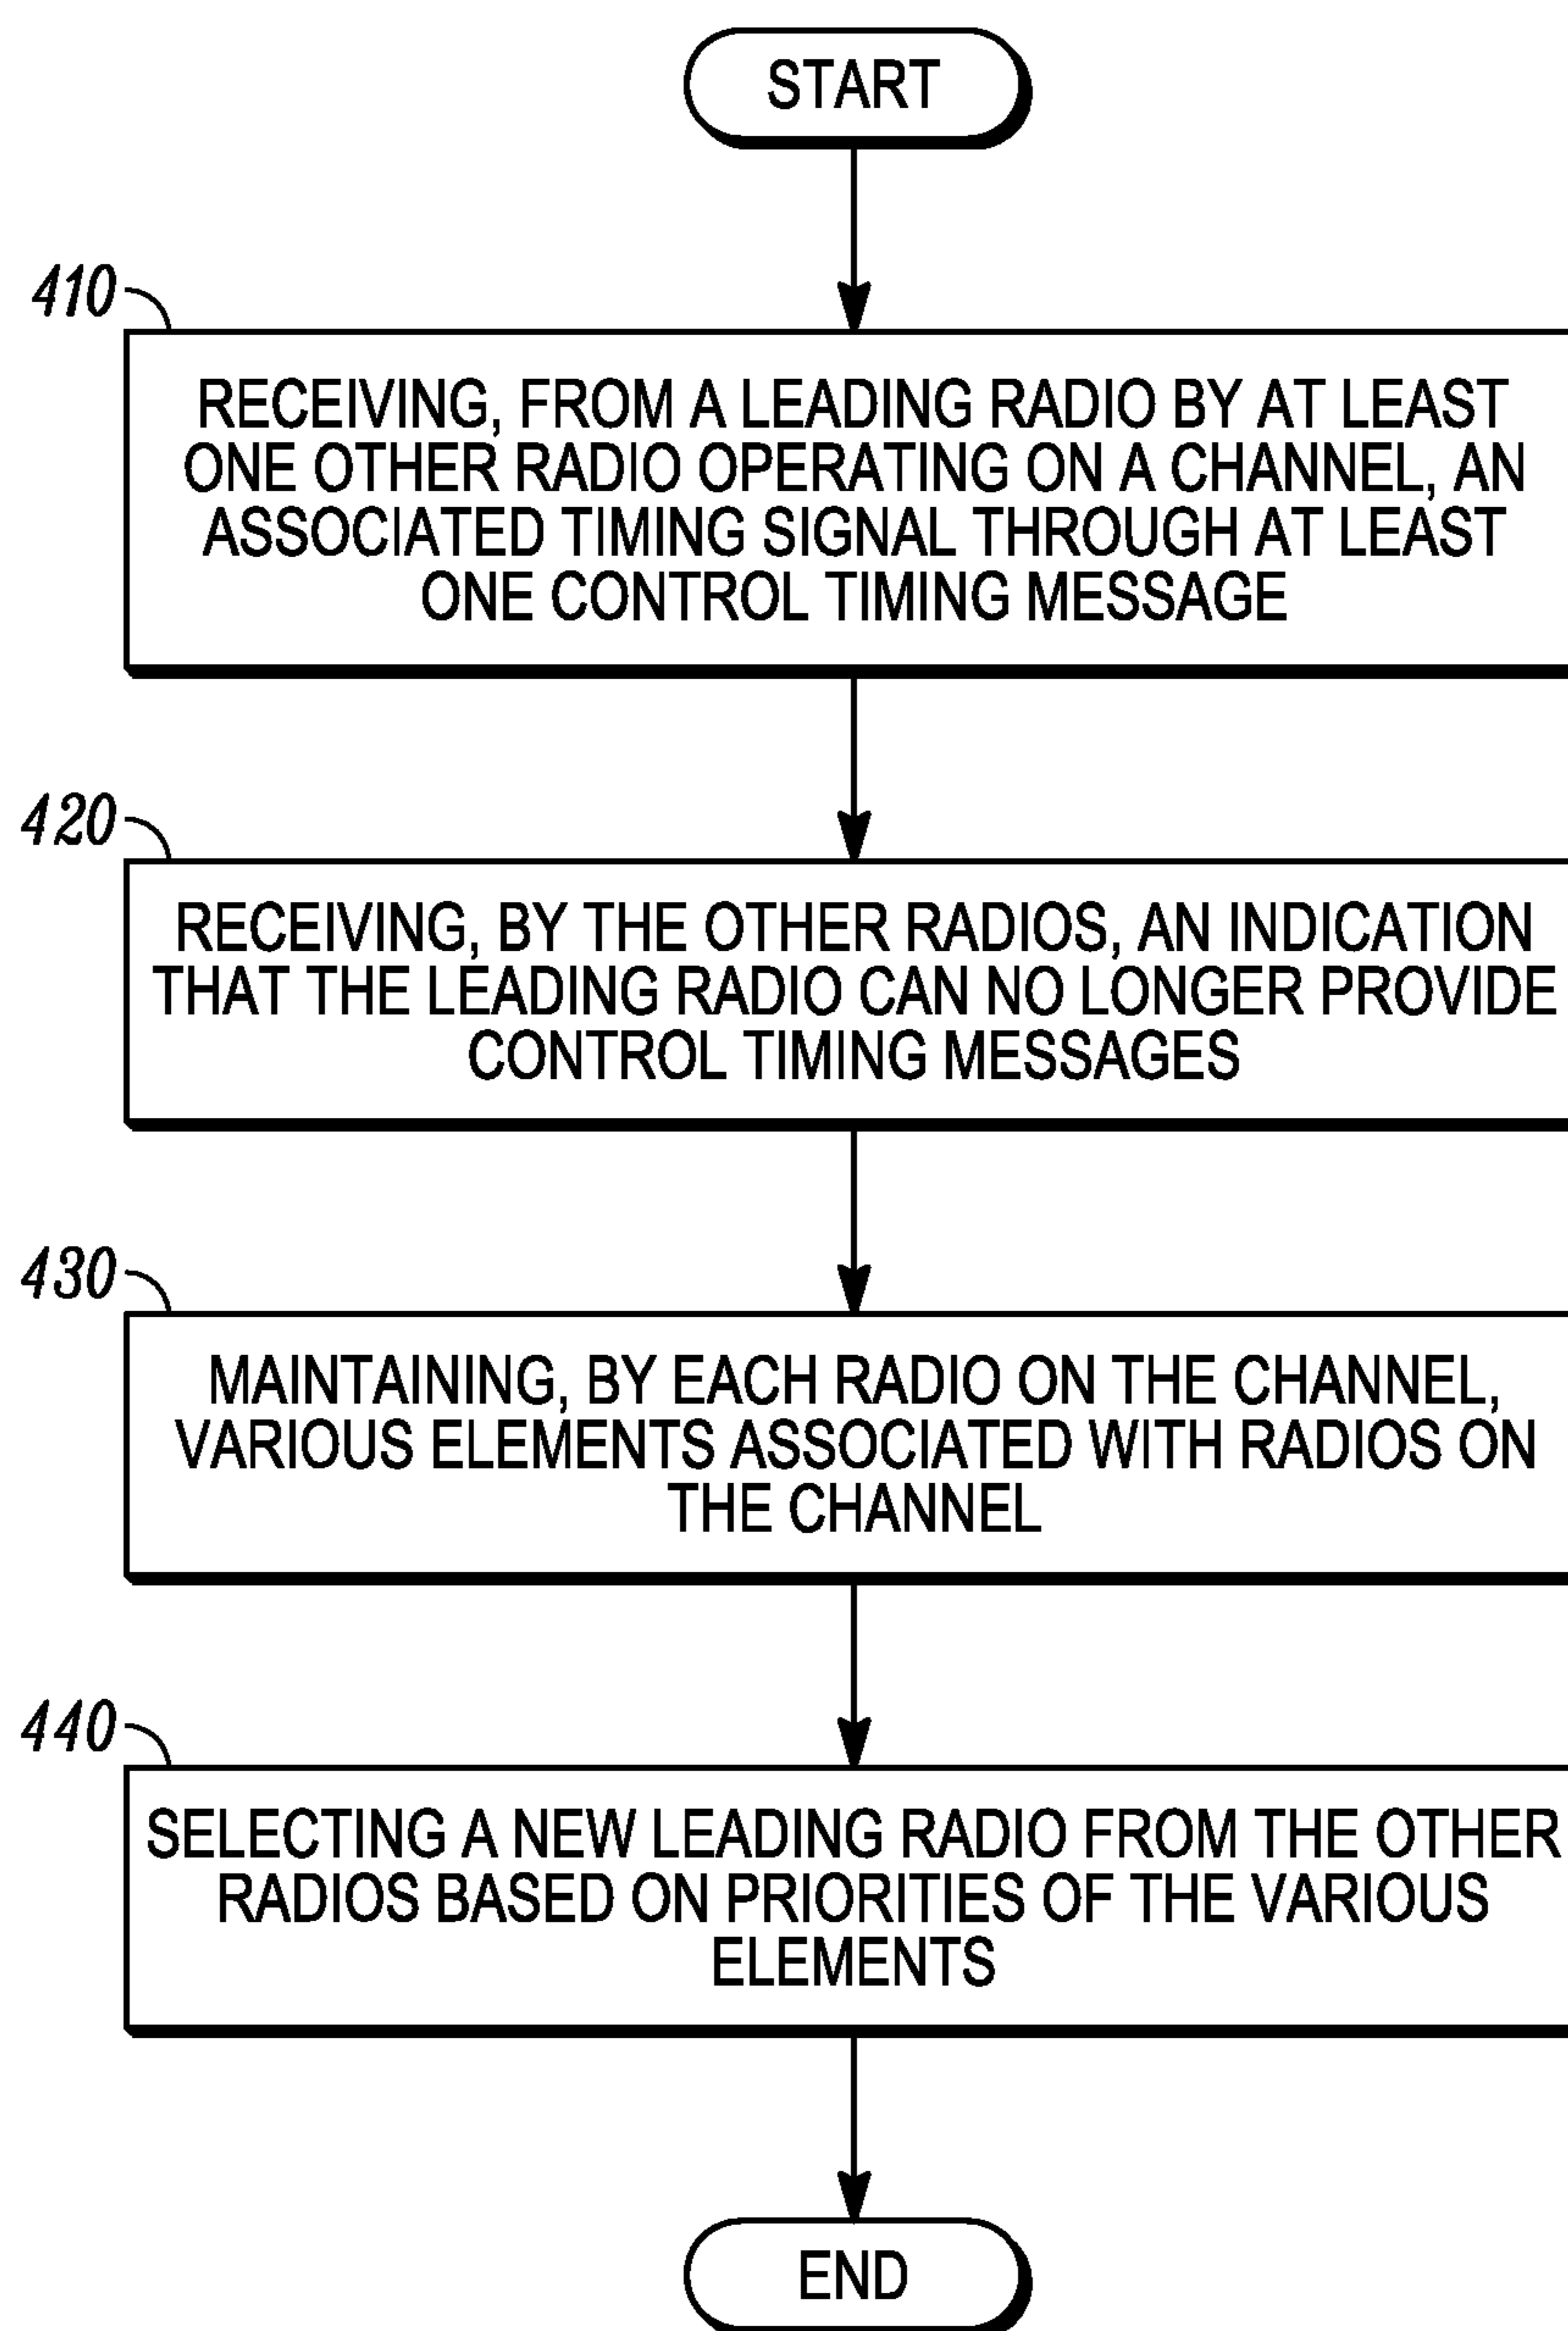 START
410
RECEIVING, FROM A LEADING RADIO BY AT LEAST
ONE OTHER RADIO OPERATING ON A CHANNEL, AN
ASSOCIATED TIMING SIGNAL THROUGH AT LEAST
ONE CONTROL TIMING MESSAGE
420
RECEIVING, BY THE OTHER RADIOS, AN INDICATION
THAT THE LEADING RADIO CAN NO LONGER PROVIDE
CONTROL TIMING MESSAGES
430
MAINTAINING, BY EACH RADIO ON THE CHANNEL,
VARIOUS ELEMENTS ASSOCIATED WITH RADIOS ON
THE CHANNEL
440
SELECTING A NEW LEADING RADIO FROM THE OTHER
RADIOS BASED ON PRIORITIES OF THE VARIOUS
ELEMENTS
END